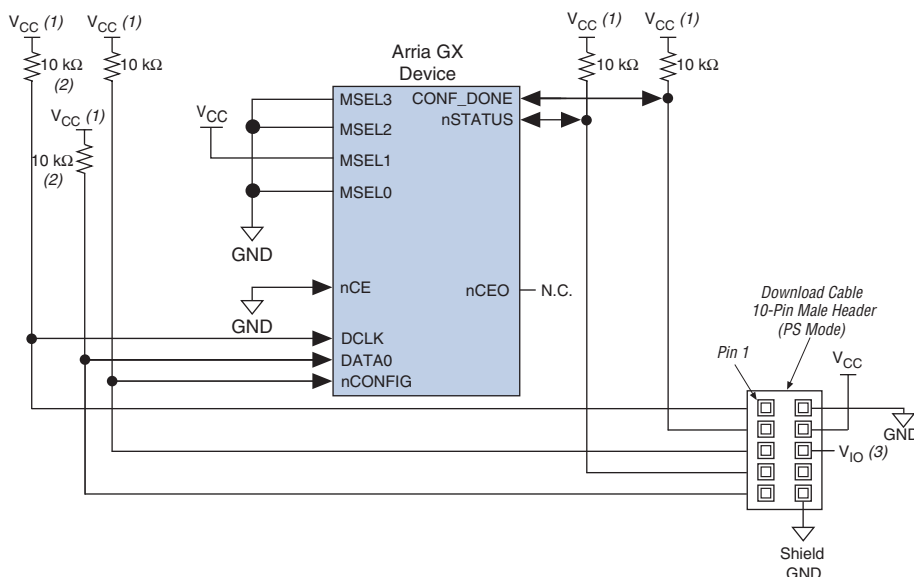 VCC (1)
VCC (1)
VCC (1)
VCC (1)
10 kΩ
(2)
10 kΩ
10 kΩ
10 kΩ
Arria GX
Device
VCC (1)
10 kΩ
(2)
VCC
MSEL3
MSEL2
MSEL1
MSEL0
CONF_DONE
nSTATUS
GND
nCE
GND
nCEO
N.C.
DCLK
DATA0
nCONFIG
Download Cable
10-Pin Male Header
(PS Mode)
Pin 1
VCC
GND
VIO (3)
Shield
GND